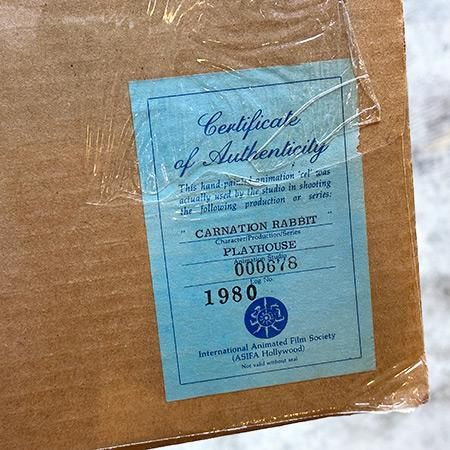 Certificate
of Authenticity
This hand-painted animation 'cel' was
actually used by the studio in shooting
the following production or series:
" CARNATION RABBIT "
Character/Production/Series
PLAYHOUSE
Animation Studio
000678
Log No.
1980
International Animated Film Society
(ASIFA Hollywood)
Not valid without seal